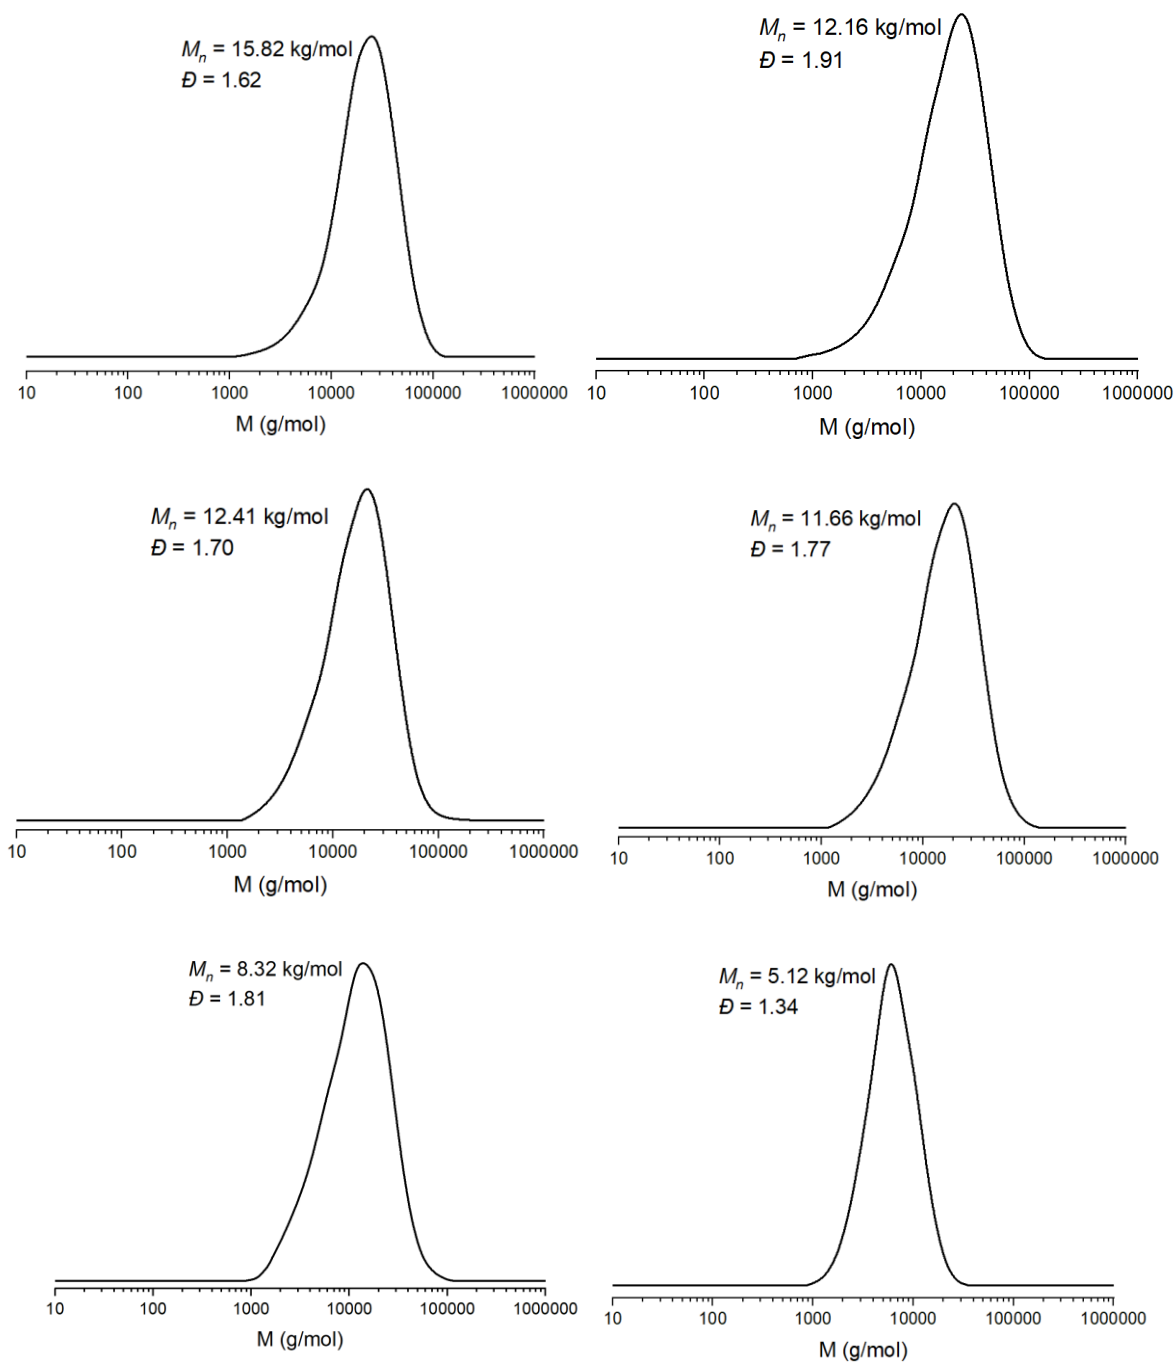 Mn = 15.82 kg/mol
Đ = 1.62
10 100 1000 10000 100000 1000000
M (g/mol)
Mn = 12.16 kg/mol
Đ = 1.91
10 100 1000 10000 100000 1000000
M (g/mol)
Mn = 12.41 kg/mol
Đ = 1.70
10 100 1000 10000 100000 1000000
M (g/mol)
Mn = 11.66 kg/mol
Đ = 1.77
10 100 1000 10000 100000 1000000
M (g/mol)
Mn = 8.32 kg/mol
Đ = 1.81
10 100 1000 10000 100000 1000000
M (g/mol)
Mn = 5.12 kg/mol
Đ = 1.34
10 100 1000 10000 100000 1000000
M (g/mol)